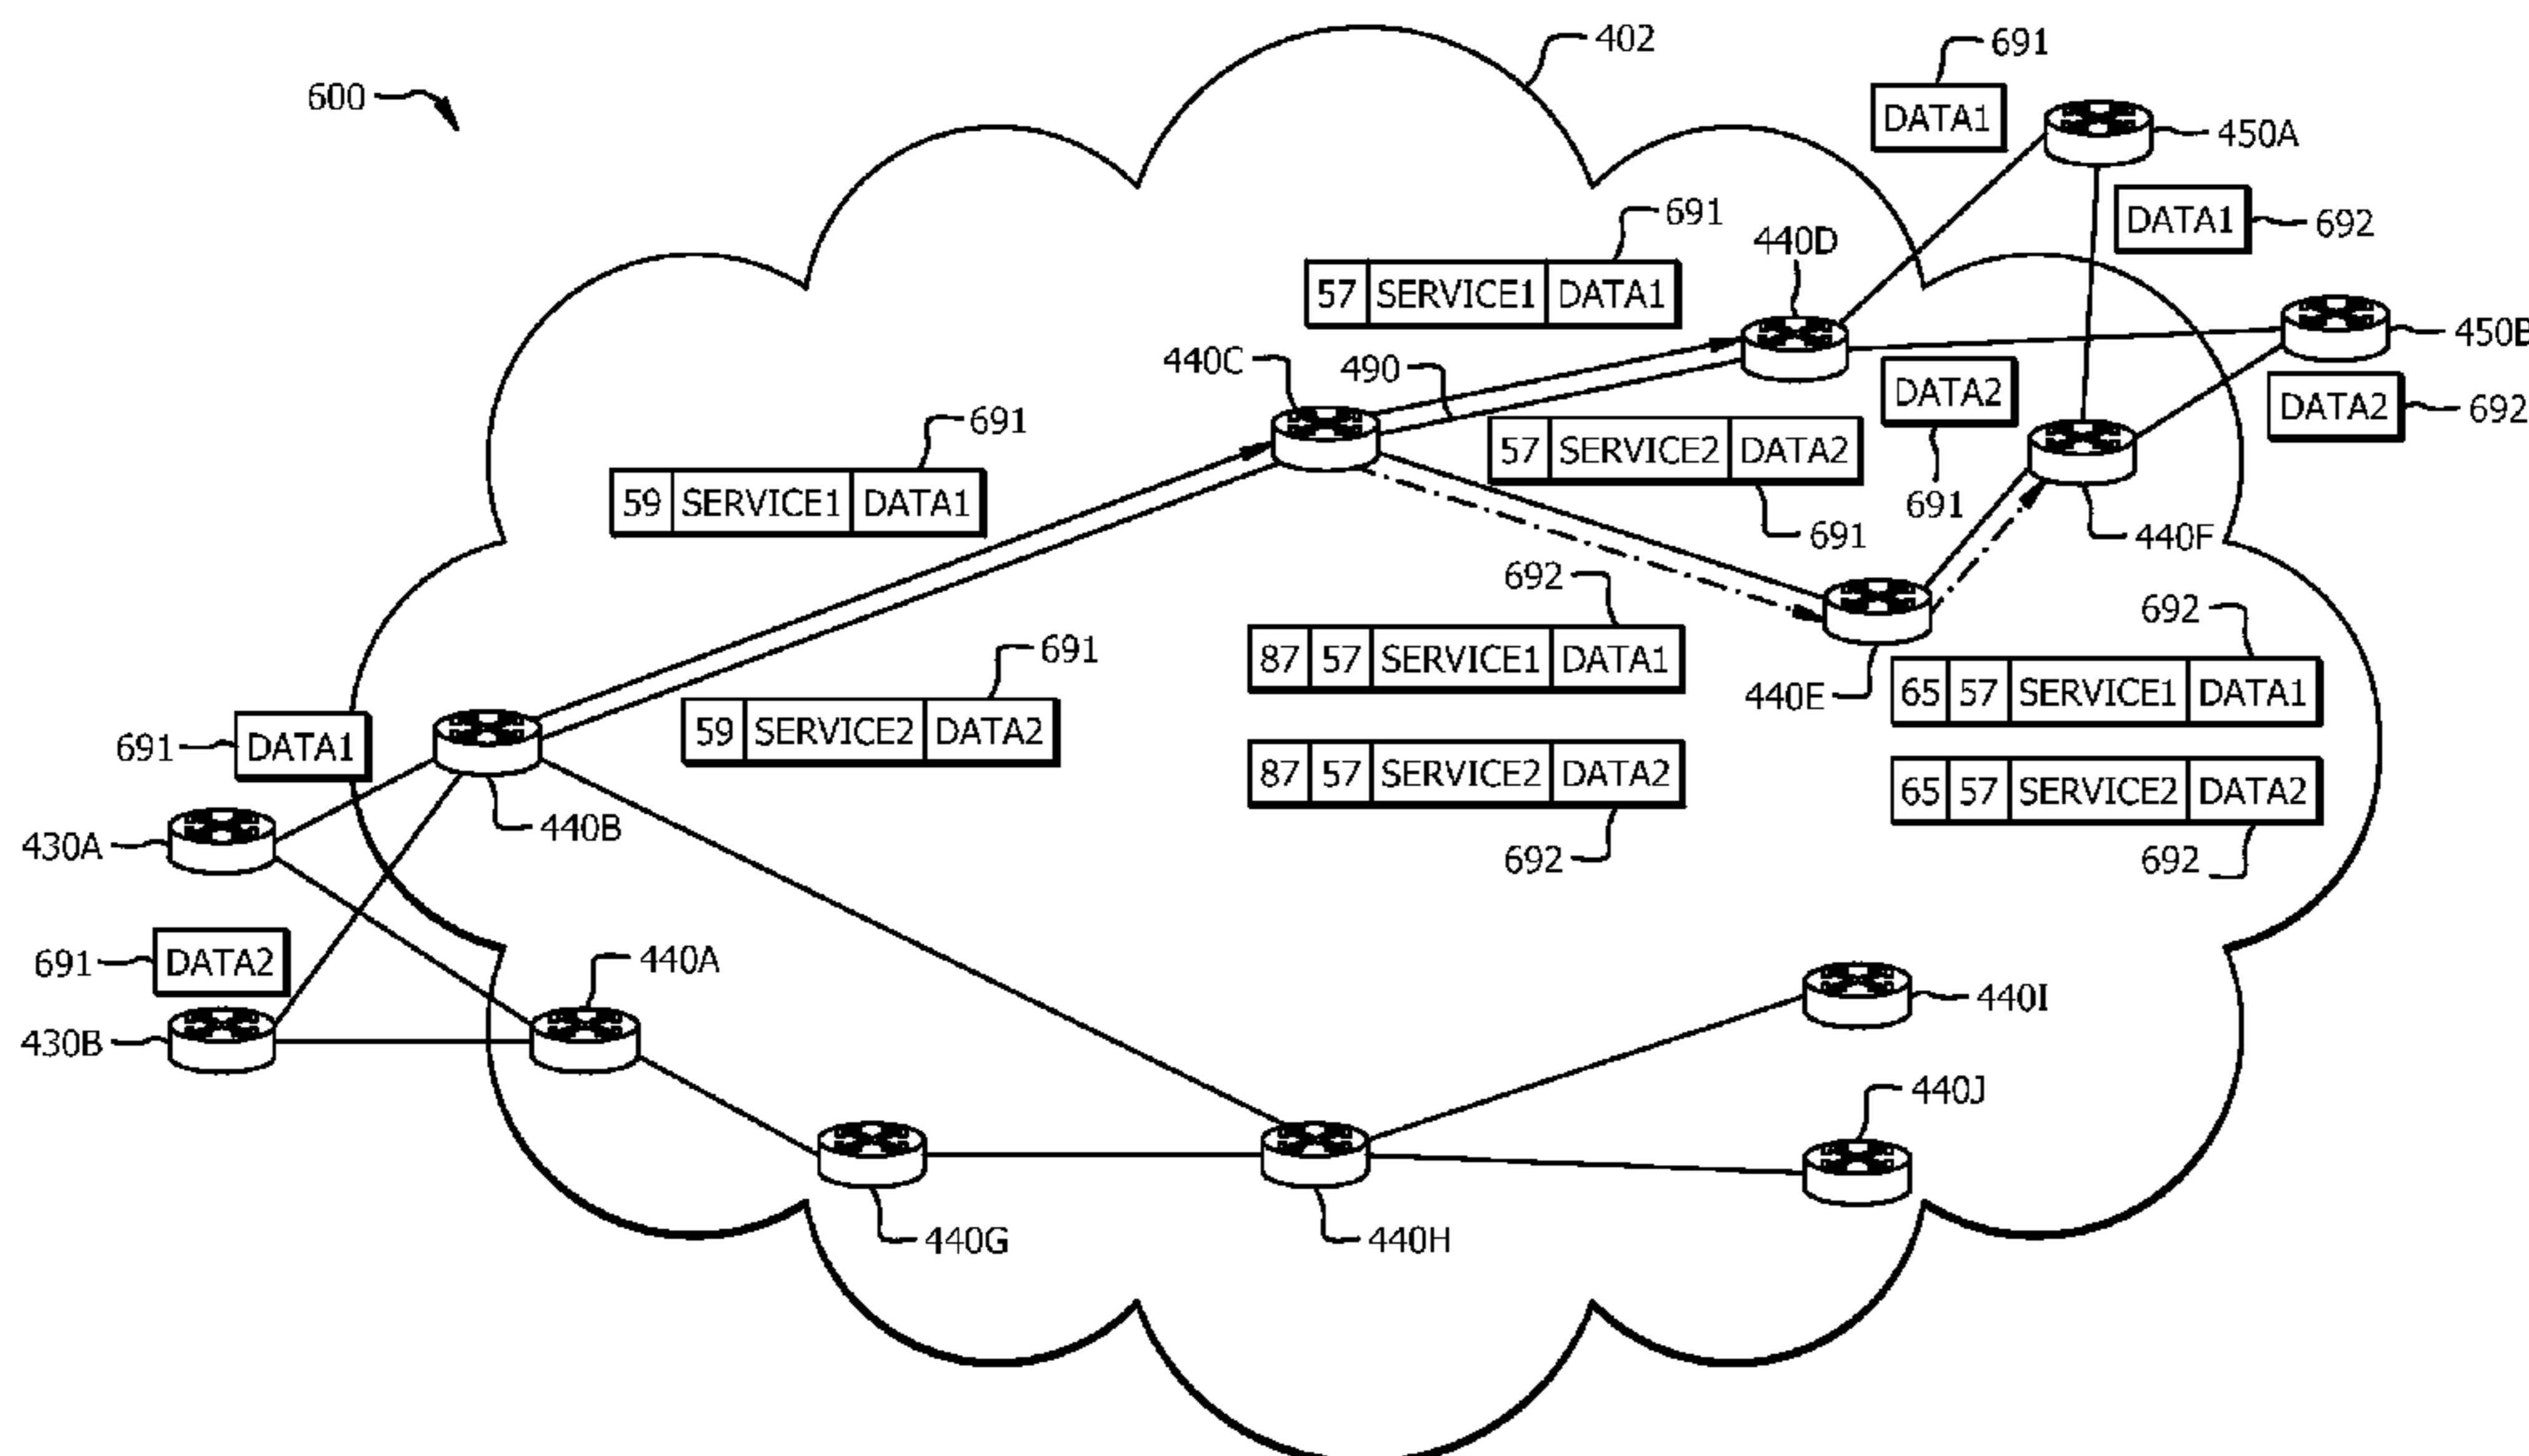 402
691
600
DATA1
450A
691
DATA1
692
440D
57 SERVICE1 DATA1
440C
490
450B
DATA2
691
DATA2
692
57 SERVICE2 DATA2
59 SERVICE1 DATA1
691
691
440F
692
692
691
87 57 SERVICE1 DATA1
440E
65 57 SERVICE1 DATA1
59 SERVICE2 DATA2
691
DATA1
87 57 SERVICE2 DATA2
65 57 SERVICE2 DATA2
440B
430A
692
692
691
DATA2
440A
440I
430B
440J
440G
440H